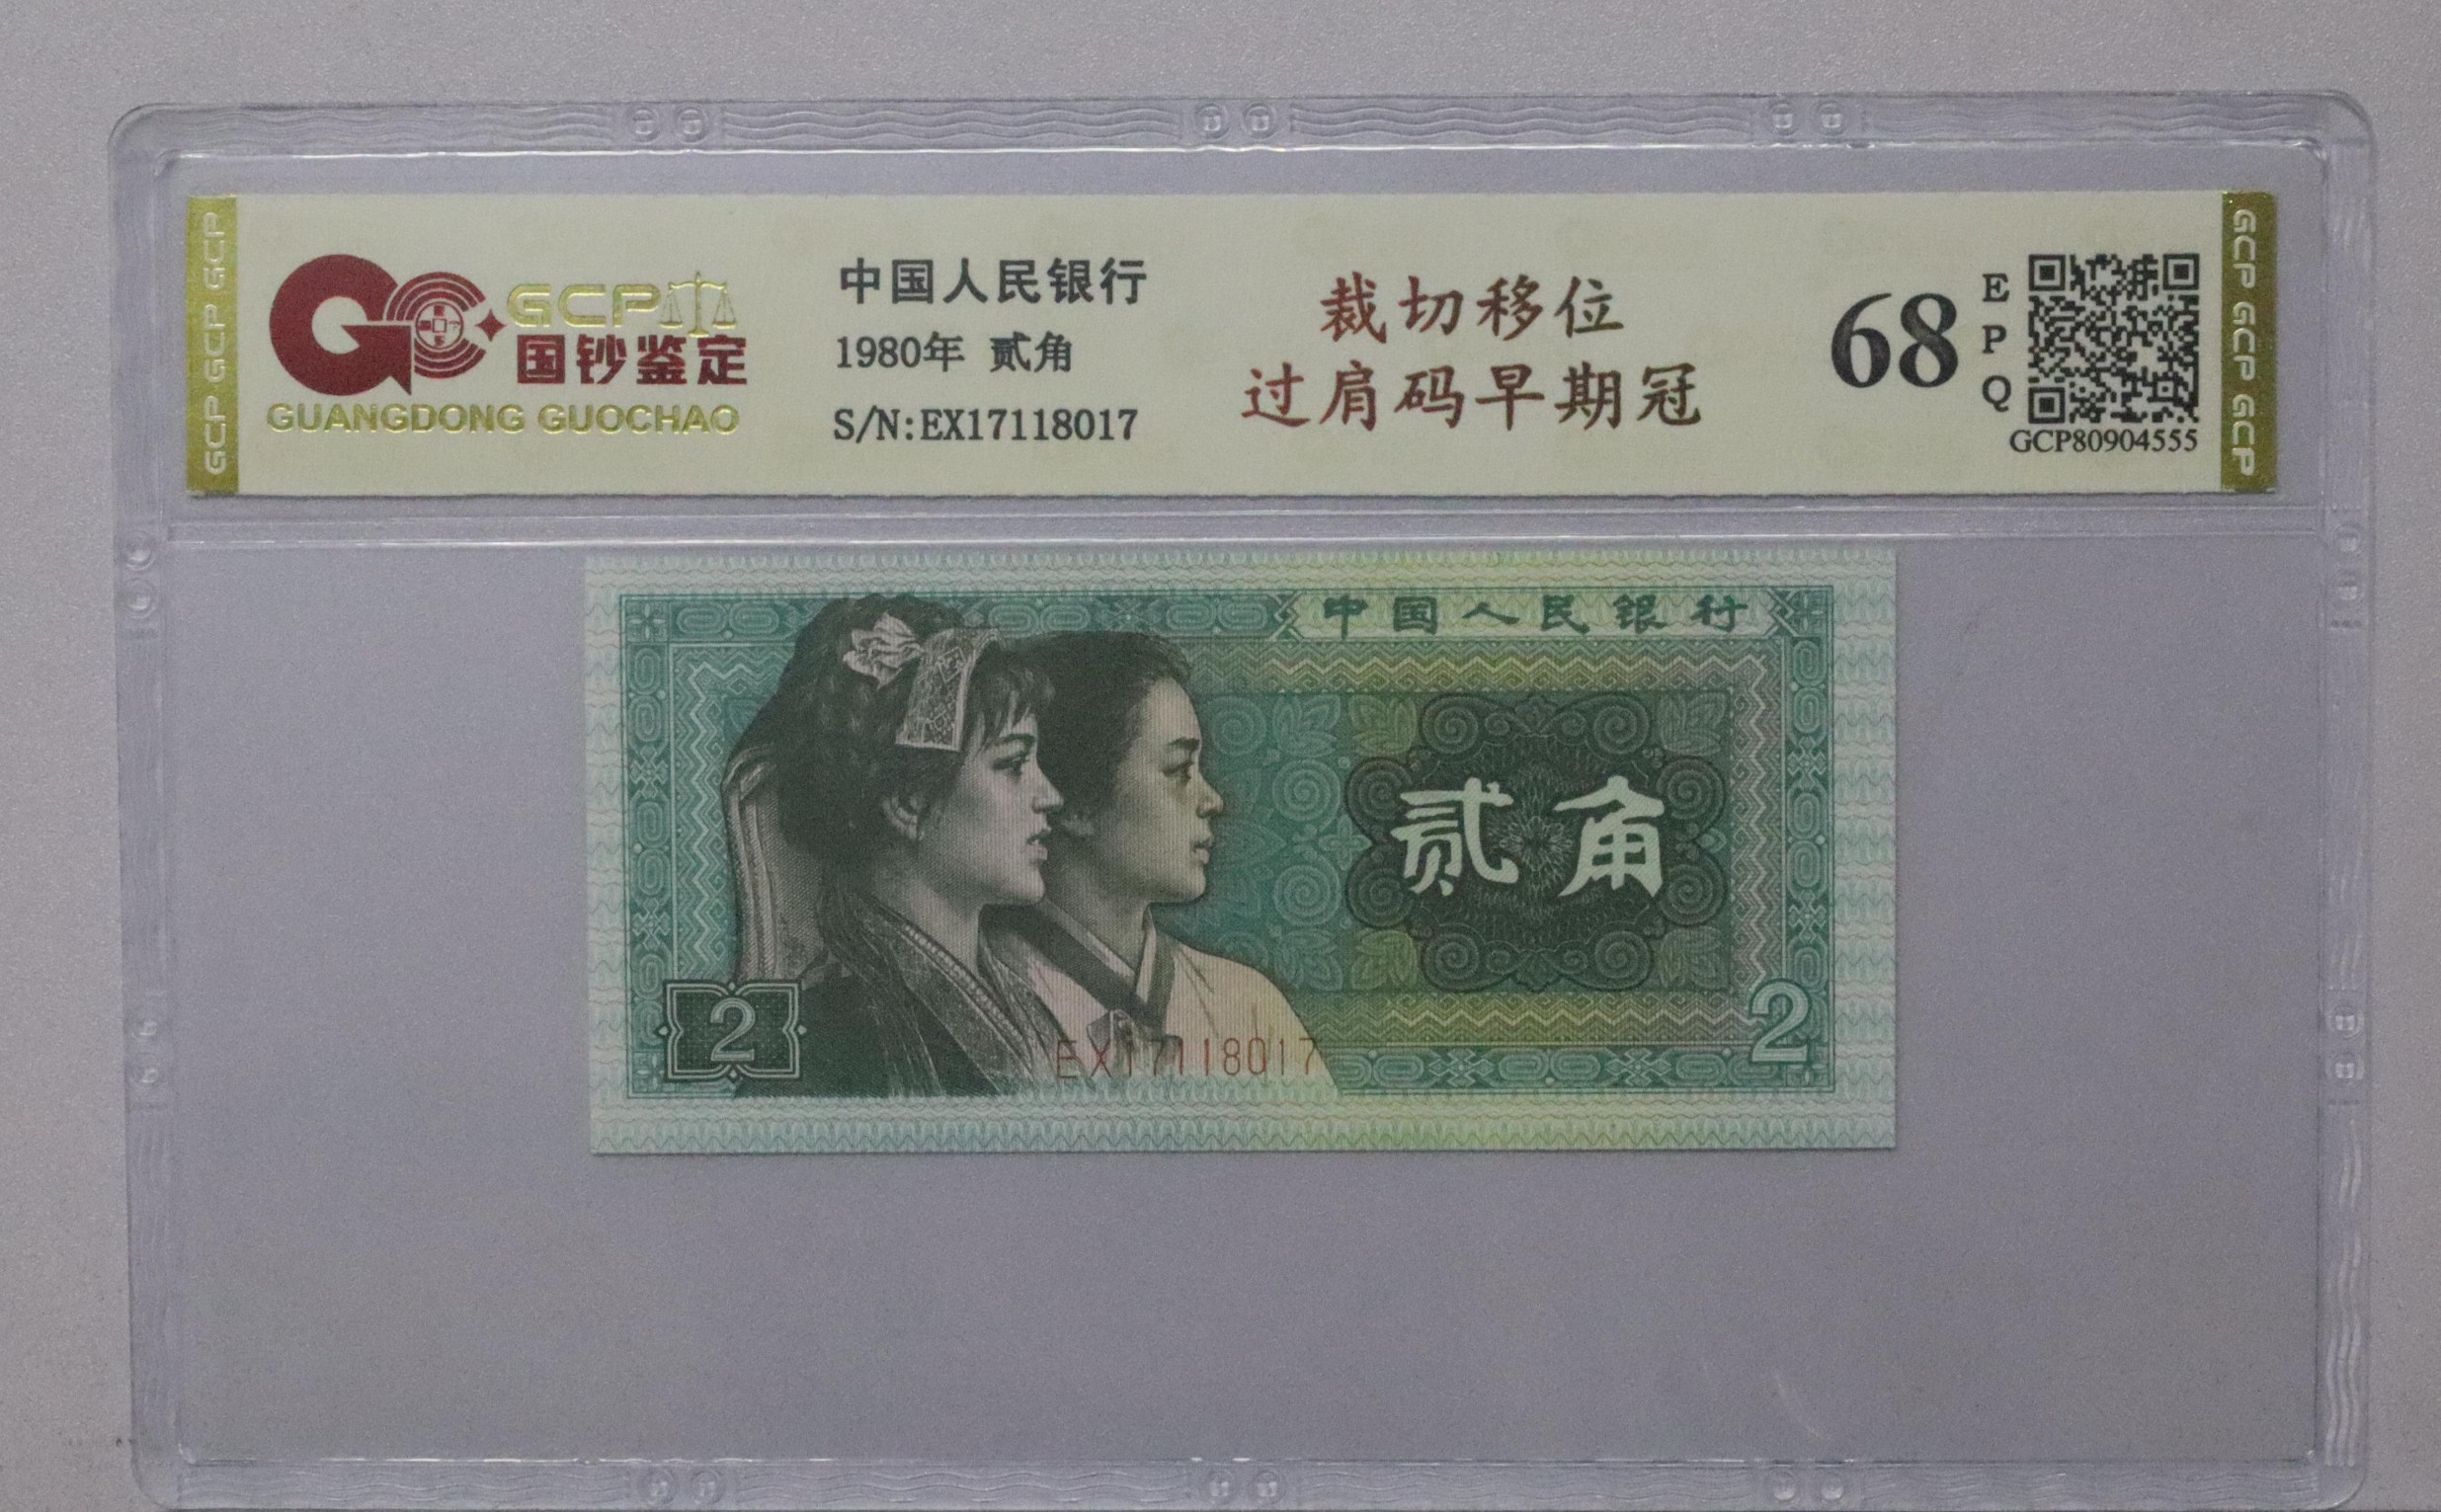 GCP GCP GCP
GCP
国钞鉴定
GUANGDONG GUOCHAO
中国人民银行
1980年 贰角
S/N:EX17118017
裁切移位
过肩码早期冠
68
E
P
Q
GCP80904555
GCP GCP GCP
中国人民银行
贰角
2
EX17118017
2